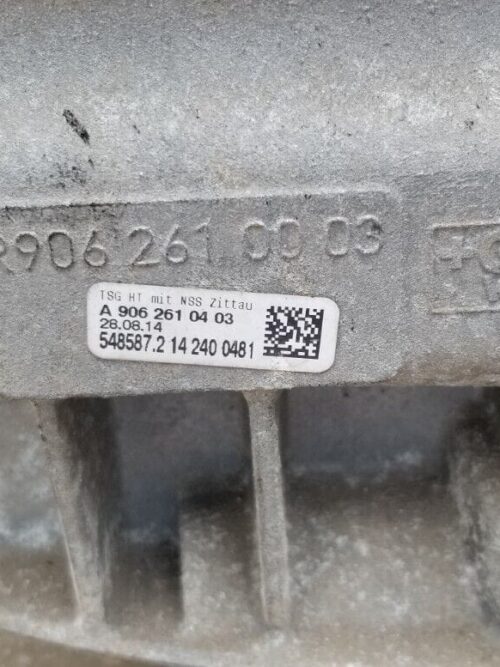 R906 261 00 03
TSG HT mit NSS Zittau
A 906 261 04 03
28.08.14
548587.2 14 240 0481